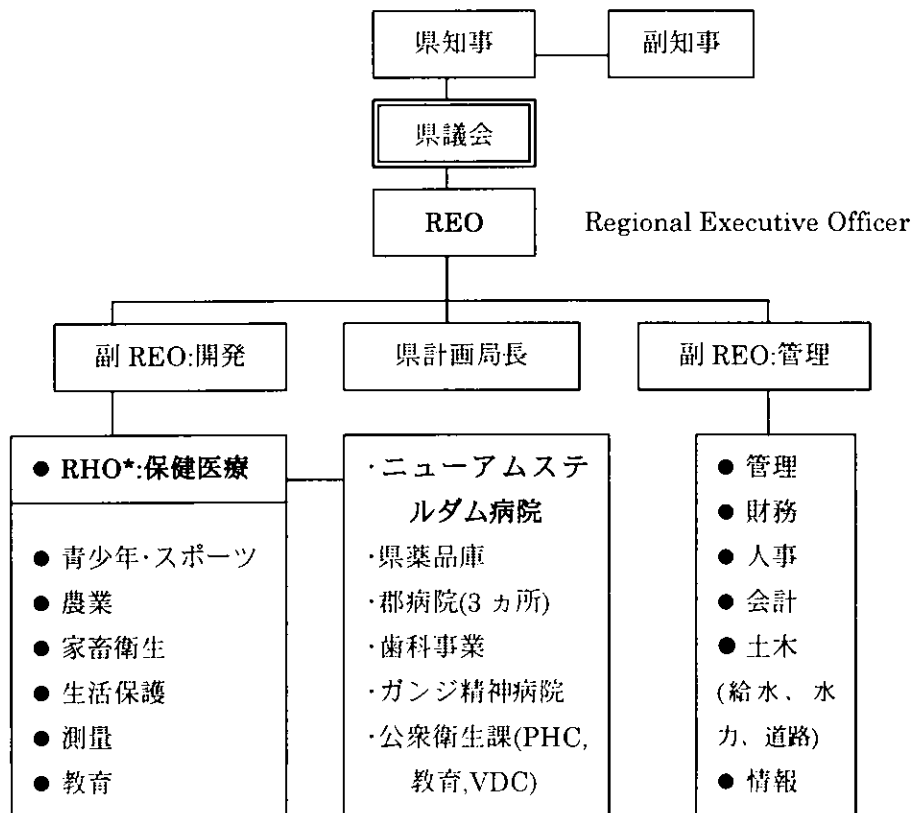 県知事
副知事
県議会
REO
Regional Executive Officer
副 REO:開発
県計画局長
副 REO:管理
● RHO*:保健医療
● 青少年·スポーツ
● 農業
● 家畜衛生
● 生活保護
● 測量
● 教育
·ニューアムステ
ルダム病院
·県薬品庫
·郡病院(3 ヵ所)
·歯科事業
·ガンジ精神病院
·公衆衛生課(PHC,
教育,VDC)
● 管理
● 財務
● 人事
● 会計
● 土木
(給水、水
力、道路)
● 情報